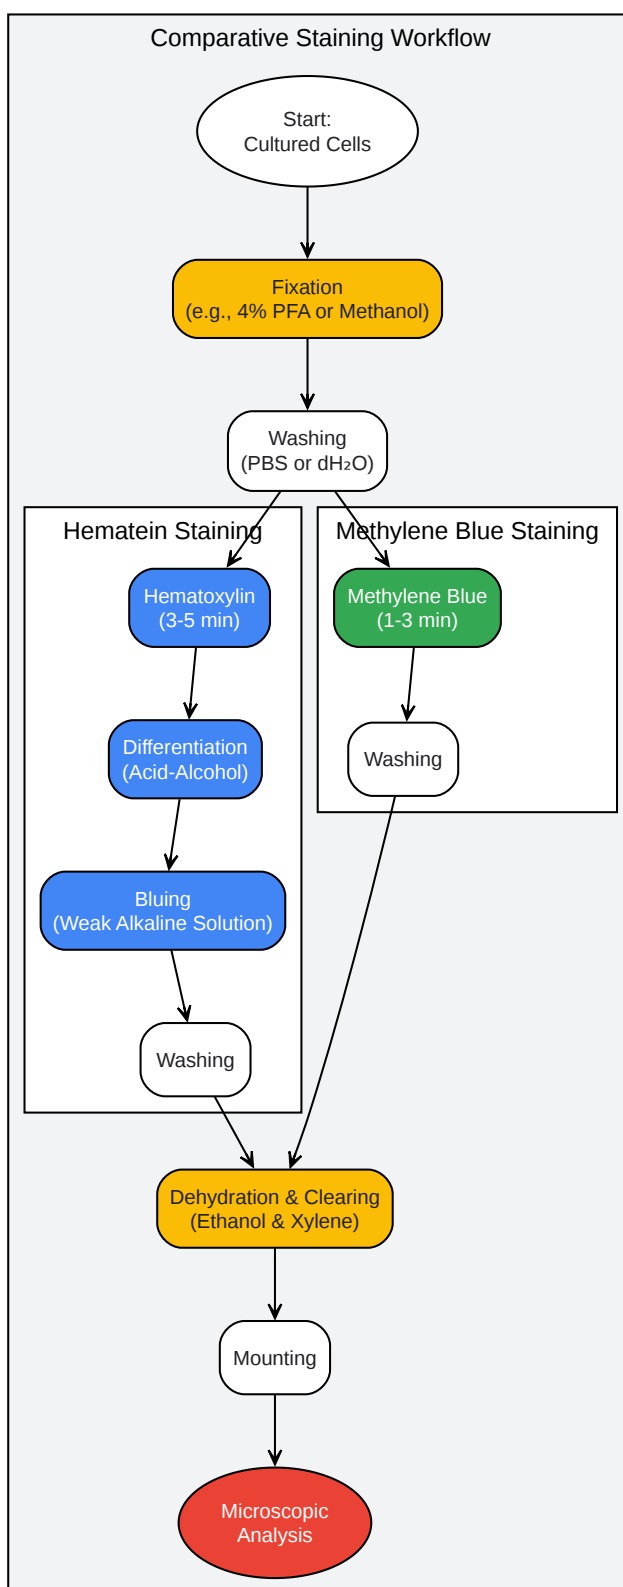 Comparative Staining Workflow
Start:
Cultured Cells
Fixation
(e.g., 4% PFA or Methanol)
Washing
(PBS or dH₂O)
Hematein Staining
Hematoxylin
(3-5 min)
Differentiation
(Acid-Alcohol)
Bluing
(Weak Alkaline Solution)
Washing
Methylene Blue Staining
Methylene Blue
(1-3 min)
Washing
Dehydration & Clearing
(Ethanol & Xylene)
Mounting
Microscopic
Analysis